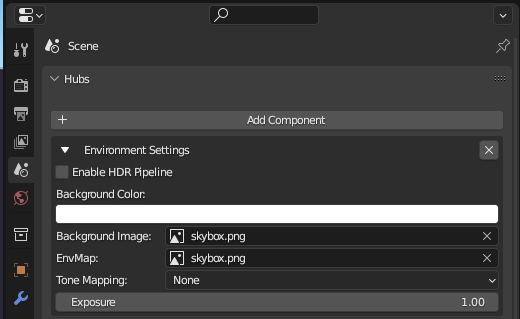 Scene
Hubs
+ Add Component
Environment Settings
Enable HDR Pipeline
Background Color:
Background Image: skybox.png
EnvMap: skybox.png
Tone Mapping: None
Exposure 1.00